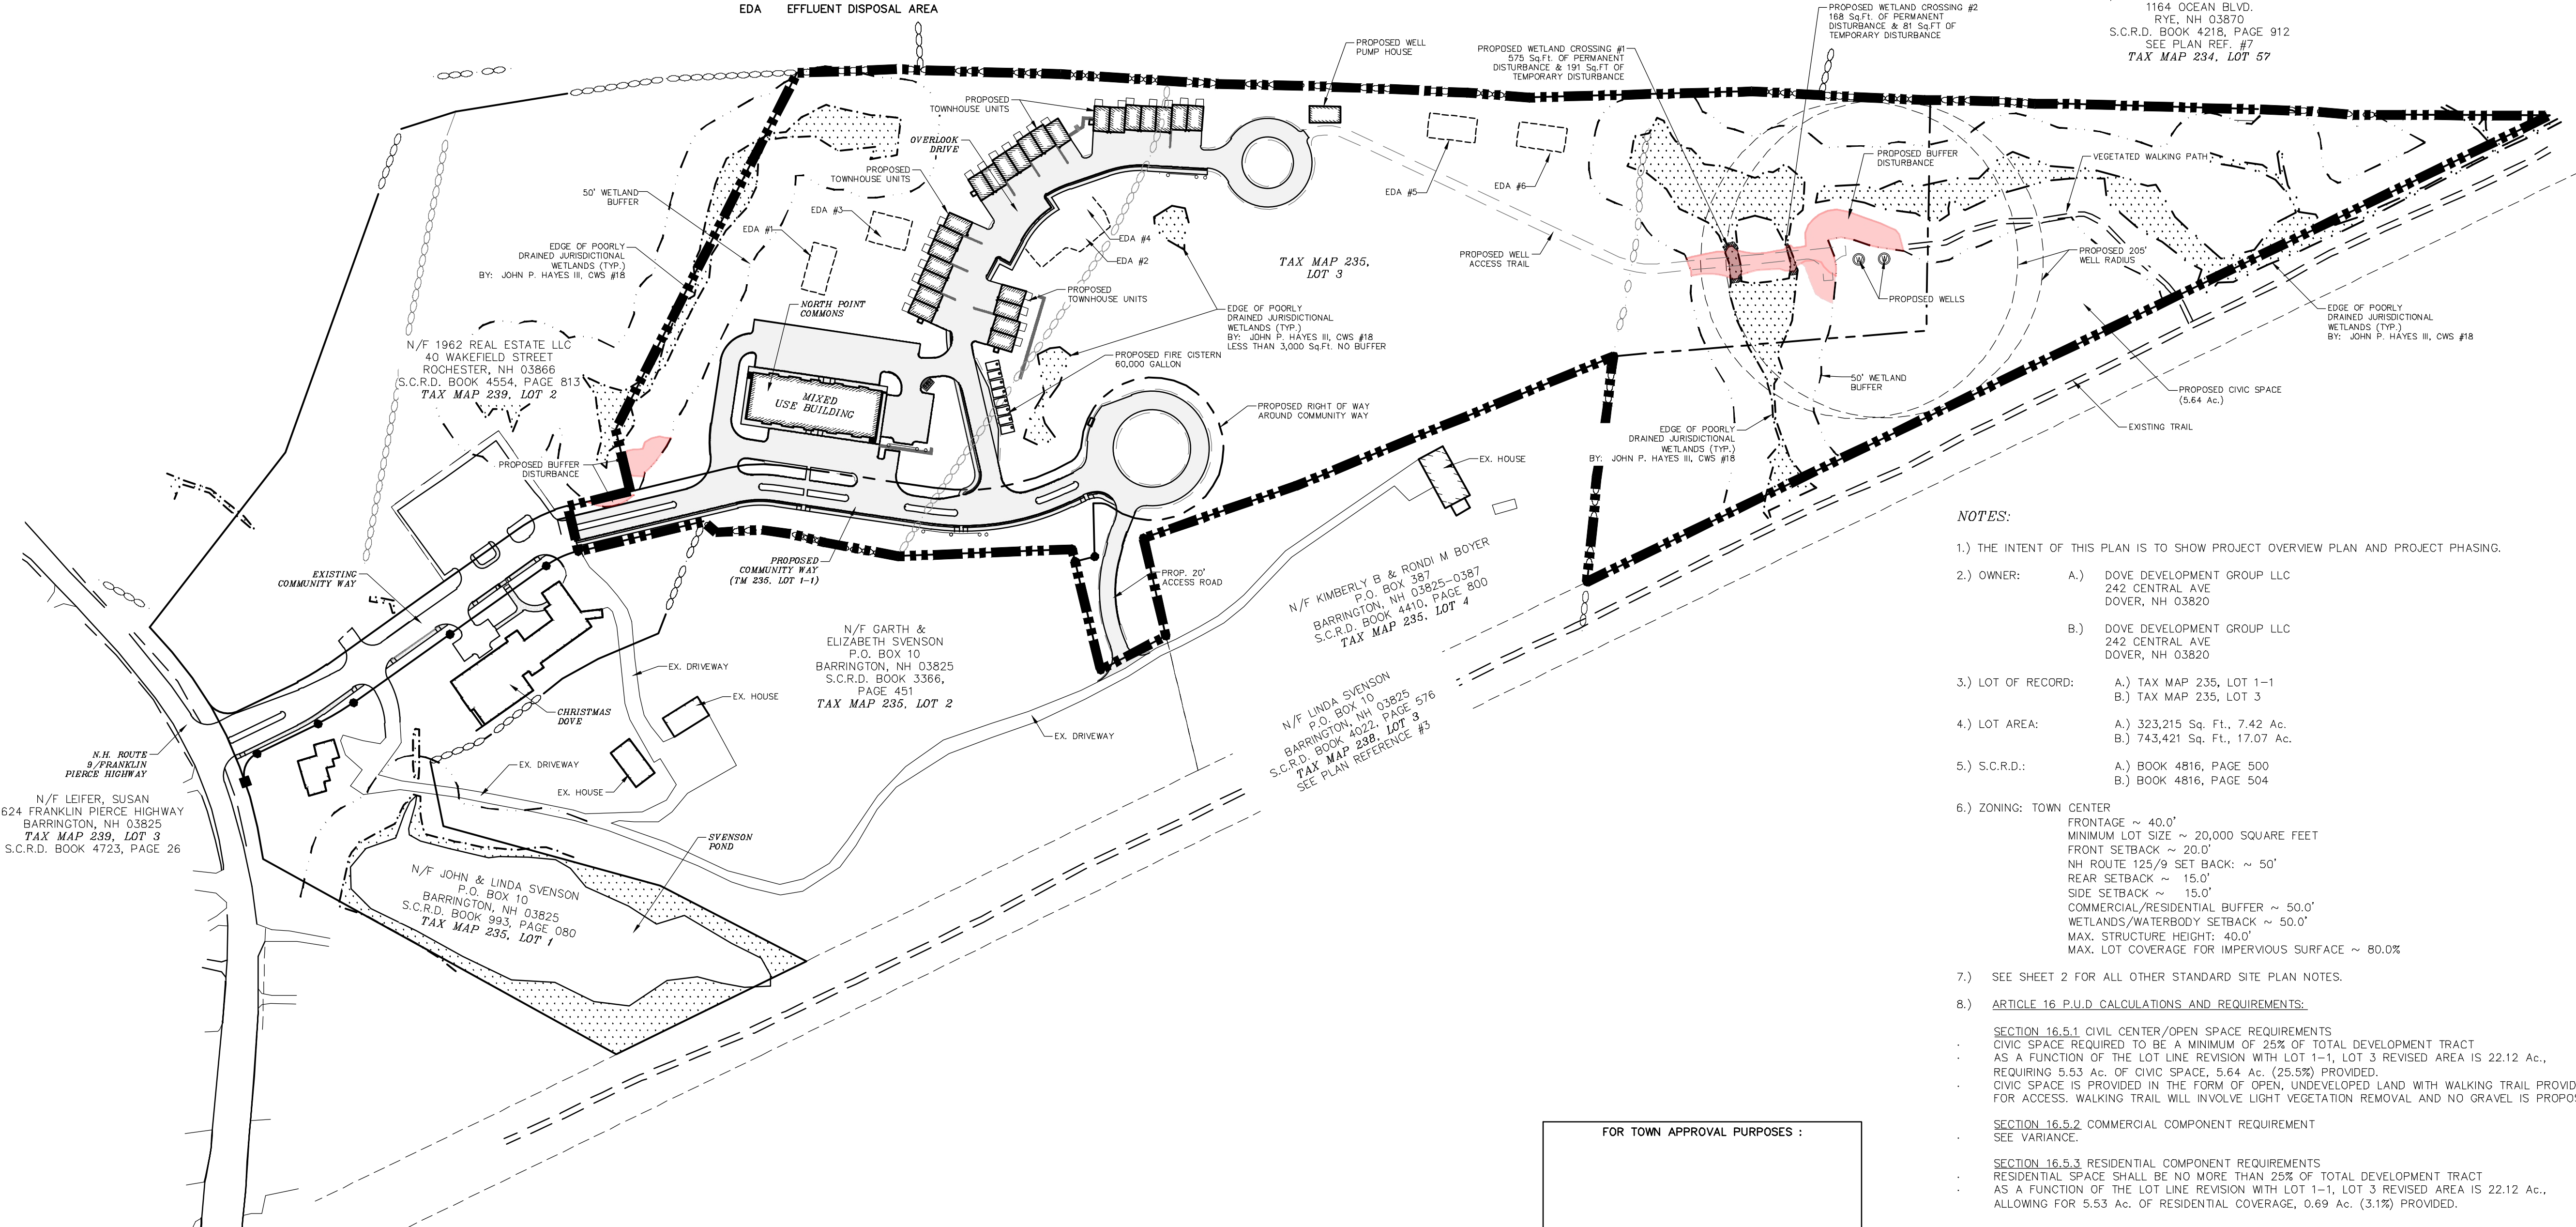 EDA EFFLUENT DISPOSAL AREA
1164 OCEAN BLVD.
RYE, NH 03870
S.C.R.D. BOOK 4218, PAGE 912
SEE PLAN REF. #7
TAX MAP 234, LOT 57
PROPOSED WETLAND CROSSING #2
168 Sq.Ft. OF PERMANENT
DISTURBANCE & 81 Sq.FT OF
TEMPORARY DISTURBANCE
PROPOSED WETLAND CROSSING #1
575 Sq.Ft. OF PERMANENT
DISTURBANCE & 191 Sq.FT OF
TEMPORARY DISTURBANCE
PROPOSED WELL
PUMP HOUSE
PROPOSED
TOWNHOUSE UNITS
OVERLOOK
DRIVE
PROPOSED
TOWNHOUSE UNITS
50' WETLAND
BUFFER
EDA #3
EDA #1
EDGE OF POORLY
DRAINED JURISDICTIONAL
WETLANDS (TYP.)
BY: JOHN P. HAYES III, CWS #18
EDA #4
EDA #2
PROPOSED
TOWNHOUSE UNITS
NORTH POINT
COMMONS
TAX MAP 235,
LOT 3
EDA #5
EDA #6
PROPOSED WELL
ACCESS TRAIL
PROPOSED BUFFER
DISTURBANCE
VEGETATED WALKING PATH
PROPOSED 205'
WELL RADIUS
PROPOSED WELLS
EDGE OF POORLY
DRAINED JURISDICTIONAL
WETLANDS (TYP.)
BY: JOHN P. HAYES III, CWS #18
LESS THAN 3,000 Sq.Ft. NO BUFFER
EDGE OF POORLY
DRAINED JURISDICTIONAL
WETLANDS (TYP.)
BY: JOHN P. HAYES III, CWS #18
PROPOSED FIRE CISTERN
60,000 GALLON
N/F 1962 REAL ESTATE LLC
40 WAKEFIELD STREET
ROCHESTER, NH 03866
S.C.R.D. BOOK 4554, PAGE 813
TAX MAP 239, LOT 2
MIXED
USE BUILDING
PROPOSED RIGHT OF WAY
AROUND COMMUNITY WAY
50' WETLAND
BUFFER
PROPOSED CIVIC SPACE
(5.64 Ac.)
EXISTING TRAIL
EDGE OF POORLY
DRAINED JURISDICTIONAL
WETLANDS (TYP.)
BY: JOHN P. HAYES III, CWS #18
EX. HOUSE
PROPOSED BUFFER
DISTURBANCE
EXISTING
COMMUNITY WAY
PROPOSED
COMMUNITY WAY
(TM 235, LOT 1-1)
PROP. 20'
ACCESS ROAD
N/F KIMBERLY B & RONDI M BOYER
P.O. BOX 387
BARRINGTON, NH 03825-0387
S.C.R.D. BOOK 4410, PAGE 800
TAX MAP 235, LOT 4
N/F GARTH &
ELIZABETH SVENSON
P.O. BOX 10
BARRINGTON, NH 03825
S.C.R.D. BOOK 3366,
PAGE 451
TAX MAP 235, LOT 2
EX. DRIVEWAY
EX. HOUSE
CHRISTMAS
DOVE
N/F LINDA SVENSON
P.O. BOX 10
BARRINGTON, NH 03825
S.C.R.D. BOOK 4022, PAGE 576
TAX MAP 238, LOT 3
SEE PLAN REFERENCE #3
EX. DRIVEWAY
N.H. ROUTE
9/FRANKLIN
PIERCE HIGHWAY
EX. DRIVEWAY
EX. HOUSE
N/F LEIFER, SUSAN
624 FRANKLIN PIERCE HIGHWAY
BARRINGTON, NH 03825
TAX MAP 239, LOT 3
S.C.R.D. BOOK 4723, PAGE 26
SVENSON
POND
N/F JOHN & LINDA SVENSON
P.O. BOX 10
BARRINGTON, NH 03825
S.C.R.D. BOOK 993, PAGE 080
TAX MAP 235, LOT 1
NOTES:
1.) THE INTENT OF THIS PLAN IS TO SHOW PROJECT OVERVIEW PLAN AND PROJECT PHASING.
2.) OWNER: A.) DOVE DEVELOPMENT GROUP LLC
242 CENTRAL AVE
DOVER, NH 03820
B.) DOVE DEVELOPMENT GROUP LLC
242 CENTRAL AVE
DOVER, NH 03820
3.) LOT OF RECORD: A.) TAX MAP 235, LOT 1-1
B.) TAX MAP 235, LOT 3
4.) LOT AREA: A.) 323,215 Sq. Ft., 7.42 Ac.
B.) 743,421 Sq. Ft., 17.07 Ac.
5.) S.C.R.D.: A.) BOOK 4816, PAGE 500
B.) BOOK 4816, PAGE 504
6.) ZONING: TOWN CENTER
FRONTAGE ~ 40.0'
MINIMUM LOT SIZE ~ 20,000 SQUARE FEET
FRONT SETBACK ~ 20.0'
NH ROUTE 125/9 SET BACK: ~ 50'
REAR SETBACK ~ 15.0'
SIDE SETBACK ~ 15.0'
COMMERCIAL/RESIDENTIAL BUFFER ~ 50.0'
WETLANDS/WATERBODY SETBACK ~ 50.0'
MAX. STRUCTURE HEIGHT: 40.0'
MAX. LOT COVERAGE FOR IMPERVIOUS SURFACE ~ 80.0%
7.) SEE SHEET 2 FOR ALL OTHER STANDARD SITE PLAN NOTES.
8.) ARTICLE 16 P.U.D CALCULATIONS AND REQUIREMENTS:
SECTION 16.5.1 CIVIL CENTER/OPEN SPACE REQUIREMENTS
· CIVIC SPACE REQUIRED TO BE A MINIMUM OF 25% OF TOTAL DEVELOPMENT TRACT
· AS A FUNCTION OF THE LOT LINE REVISION WITH LOT 1-1, LOT 3 REVISED AREA IS 22.12 Ac.,
REQUIRING 5.53 Ac. OF CIVIC SPACE, 5.64 Ac. (25.5%) PROVIDED.
· CIVIC SPACE IS PROVIDED IN THE FORM OF OPEN, UNDEVELOPED LAND WITH WALKING TRAIL PROVID
FOR ACCESS. WALKING TRAIL WILL INVOLVE LIGHT VEGETATION REMOVAL AND NO GRAVEL IS PROPOS
SECTION 16.5.2 COMMERCIAL COMPONENT REQUIREMENT
· SEE VARIANCE.
SECTION 16.5.3 RESIDENTIAL COMPONENT REQUIREMENTS
· RESIDENTIAL SPACE SHALL BE NO MORE THAN 25% OF TOTAL DEVELOPMENT TRACT
· AS A FUNCTION OF THE LOT LINE REVISION WITH LOT 1-1, LOT 3 REVISED AREA IS 22.12 Ac.,
ALLOWING FOR 5.53 Ac. OF RESIDENTIAL COVERAGE, 0.69 Ac. (3.1%) PROVIDED.
FOR TOWN APPROVAL PURPOSES :